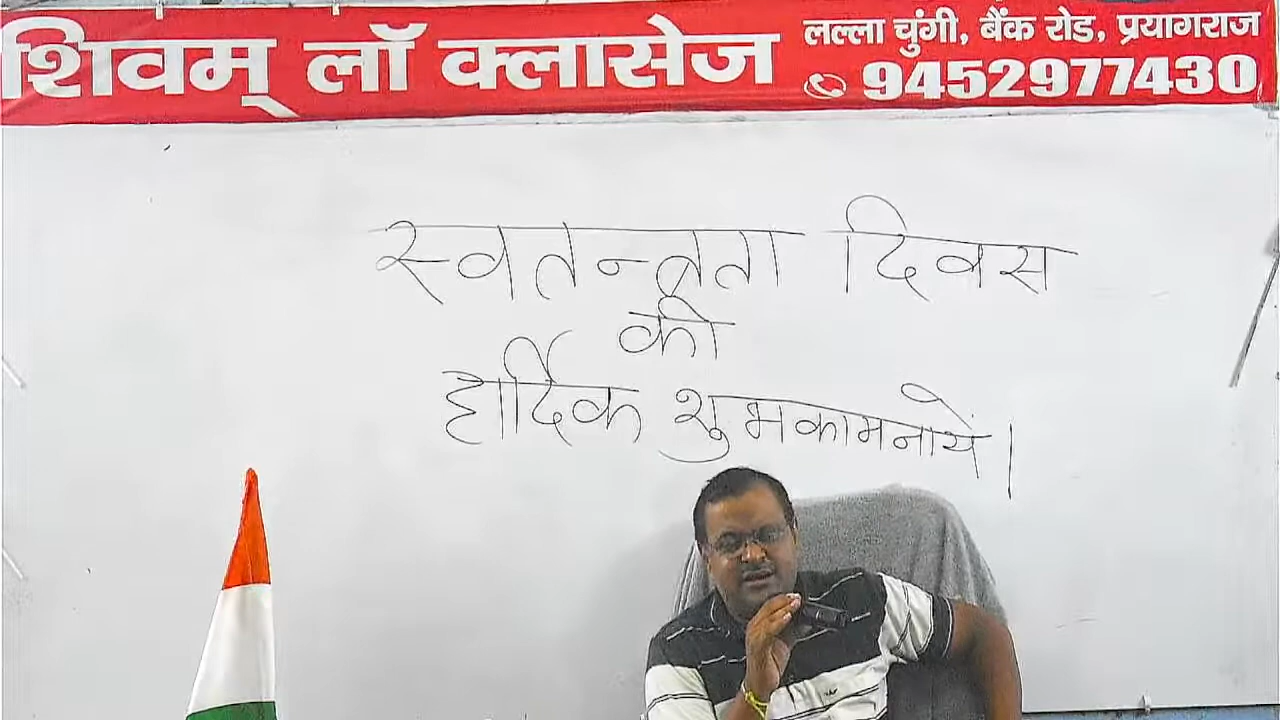 शिवम् लॉ क्लासेज
लल्ला चुंगी, बैंक रोड, प्रयागराज
9452977430
स्वतन्त्रता दिवस
की
हार्दिक शुभकामनायें।